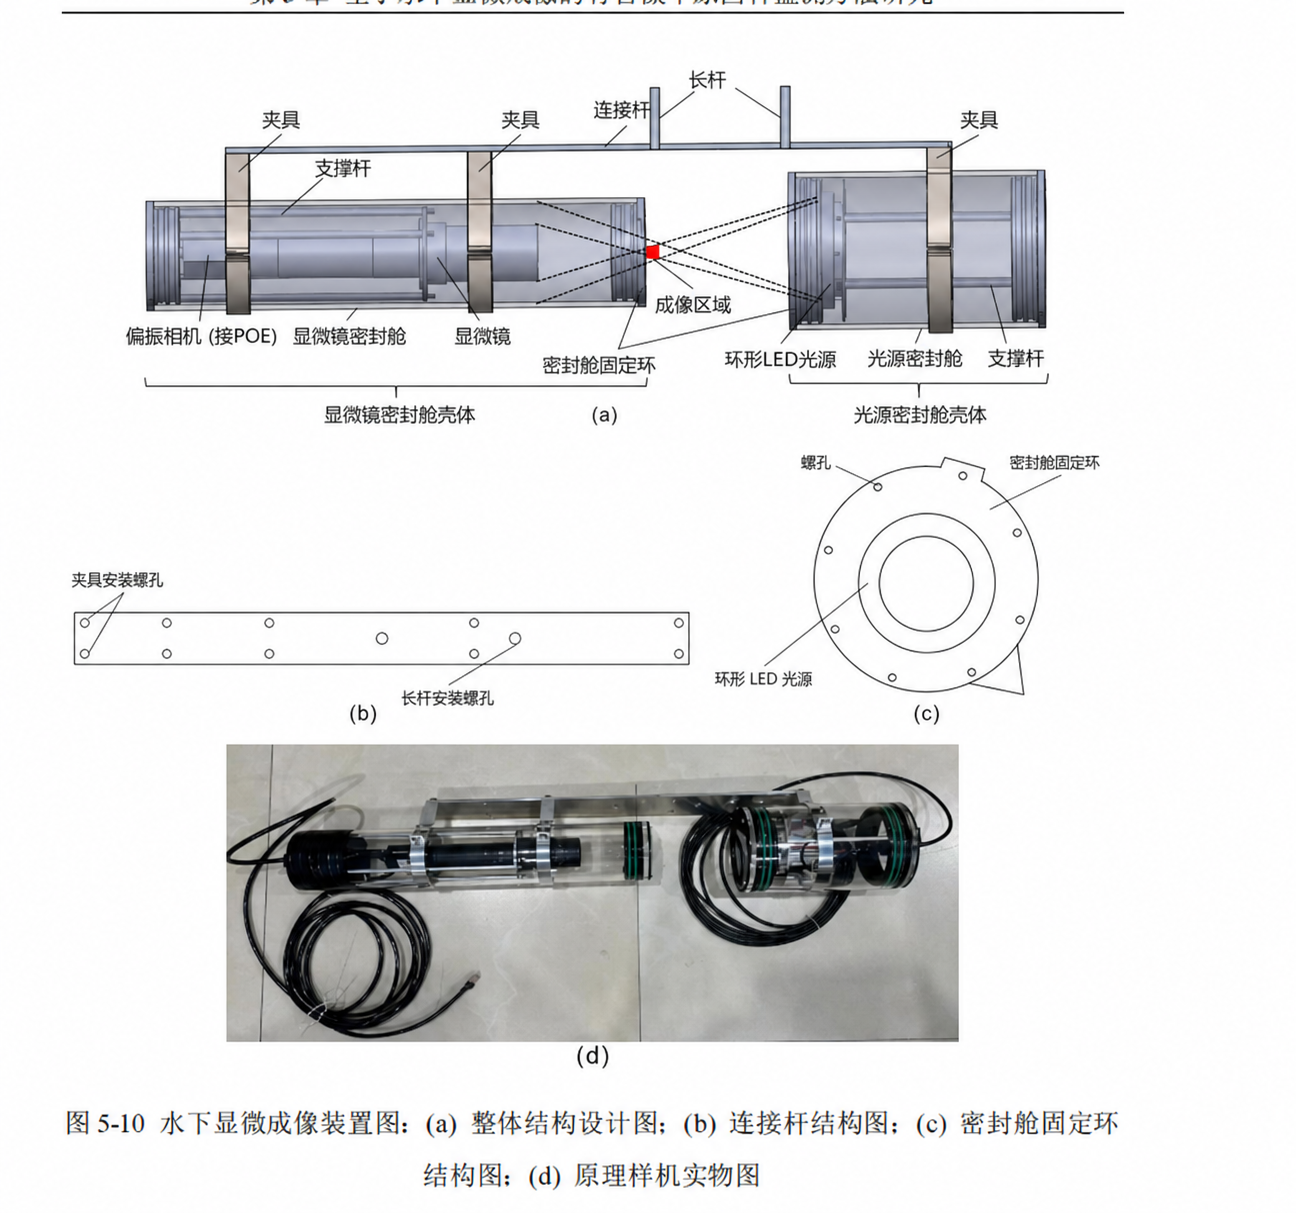 长杆
连接杆
夹具
夹具
夹具
支撑杆
成像区域
偏振相机 (接POE)
显微镜密封舱
显微镜
密封舱固定环
环形LED光源
光源密封舱
支撑杆
显微镜密封舱壳体
(a)
光源密封舱壳体
螺孔
密封舱固定环
夹具安装螺孔
环形 LED 光源
长杆安装螺孔
(b)
(c)
(d)
图 5-10 水下显微成像装置图：(a) 整体结构设计图；(b) 连接杆结构图；(c) 密封舱固定环
结构图；(d) 原理样机实物图